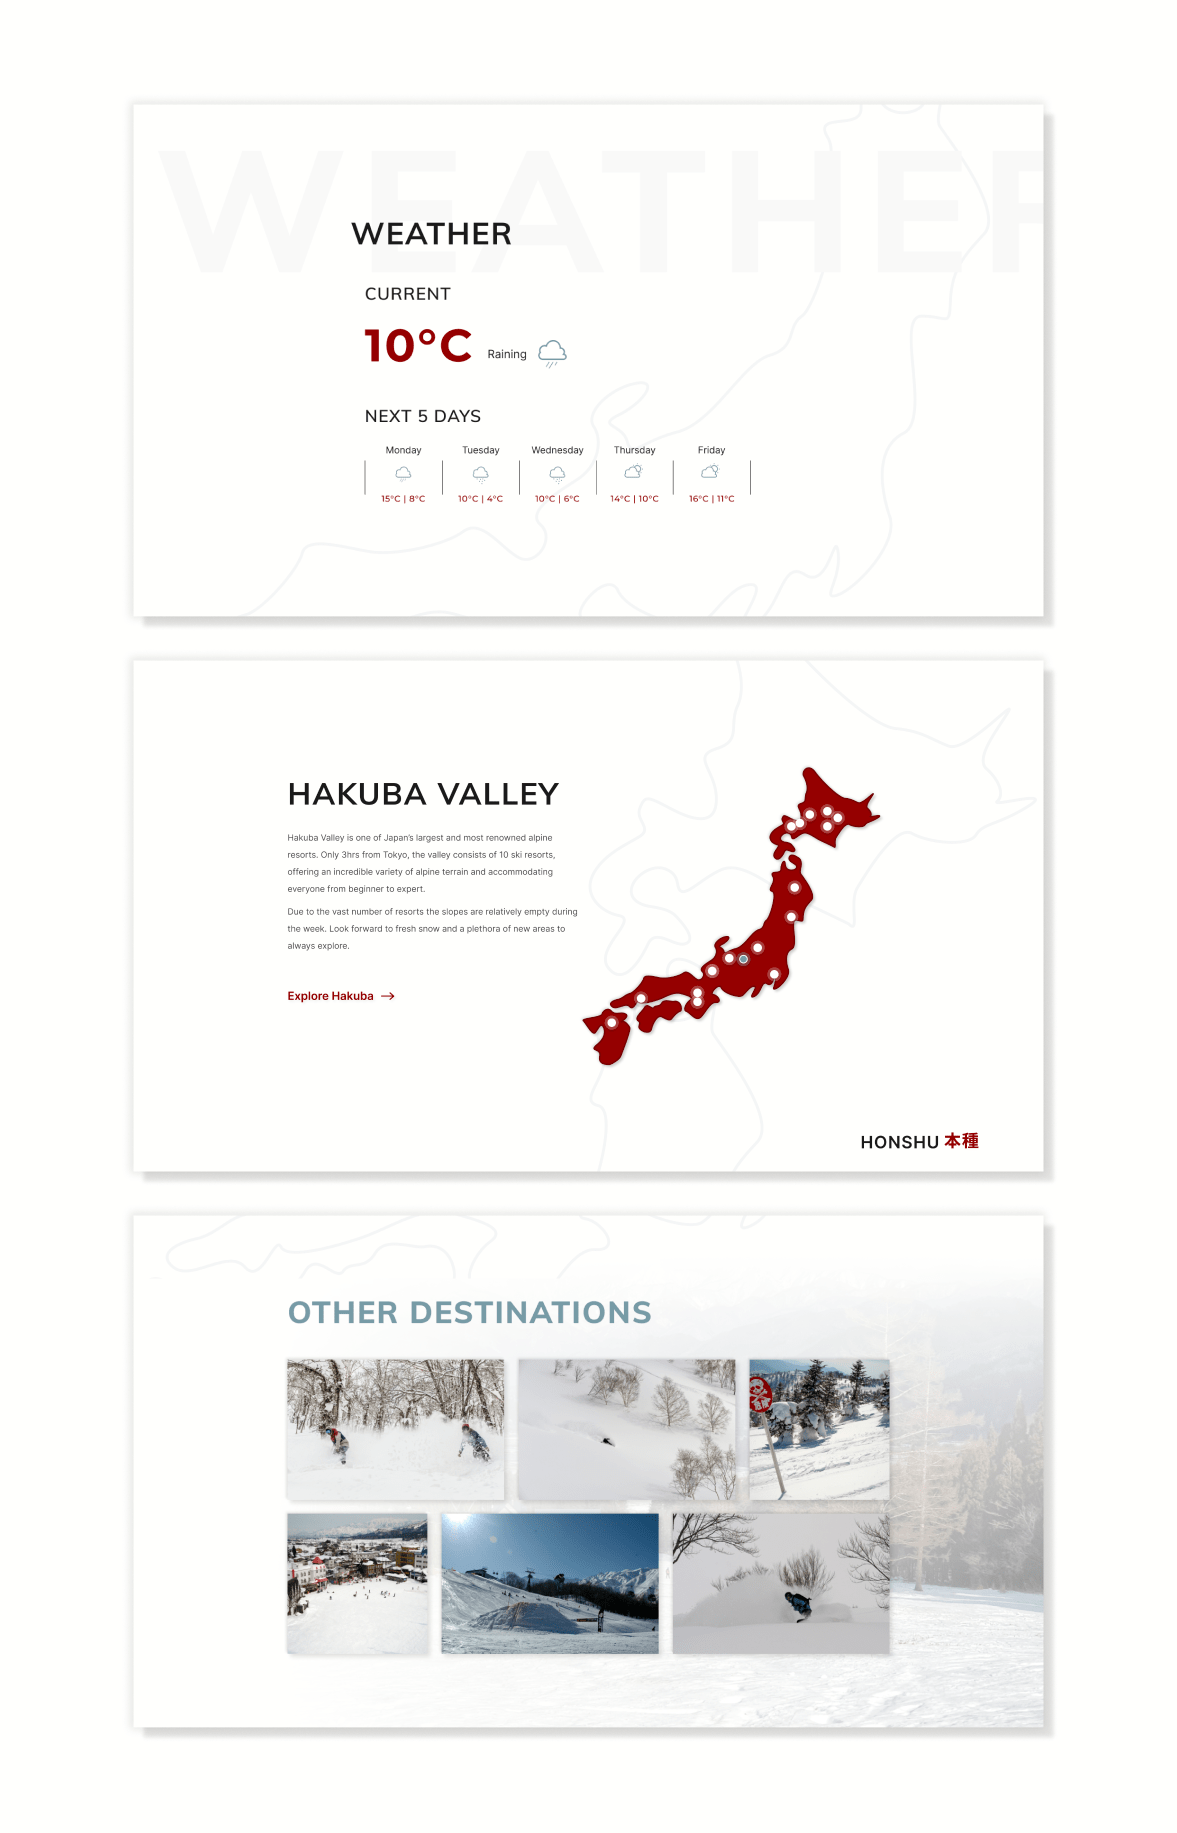 WEATHER
WEATHER
CURRENT
10°C Raining
NEXT 5 DAYS
Monday Tuesday Wednesday Thursday Friday
15°C | 8°C 10°C | 4°C 10°C | 6°C 14°C | 10°C 16°C | 11°C
HAKUBA VALLEY
Hakuba Valley is one of Japan's largest and most renowned alpine
resorts. Only 3hrs from Tokyo, the valley consists of 10 ski resorts,
offering an incredible variety of alpine terrain and accommodating
everyone from beginner to expert.
Due to the vast number of resorts the slopes are relatively empty during
the week. Look forward to fresh snow and a plethora of new areas to
always explore.
Explore Hakuba →
HONSHU 本種
OTHER DESTINATIONS